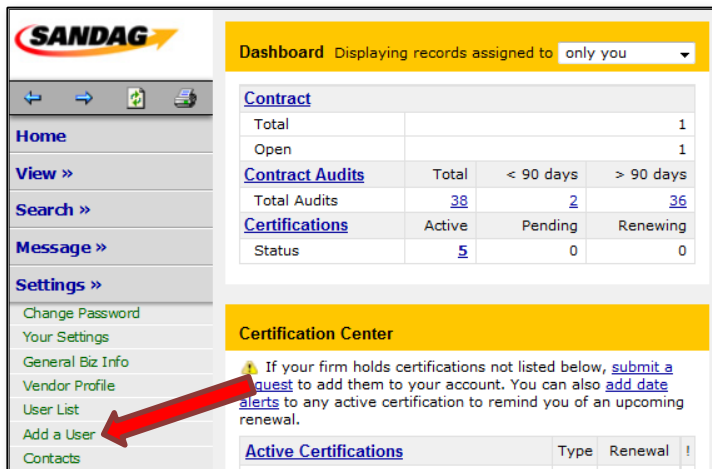 SANDAG
Home
View »
Search »
Message »
Settings »
Change Password
Your Settings
General Biz Info
Vendor Profile
User List
Add a User
Contacts
Dashboard Displaying records assigned to only you
Contract
Total 1
Open 1
Contract Audits Total < 90 days > 90 days
Total Audits 38 2 36
Certifications Active Pending Renewing
Status 5 0 0
Certification Center
If your firm holds certifications not listed below, submit a
quest to add them to your account. You can also add date
alerts to any active certification to remind you of an upcoming
renewal.
Active Certifications Type Renewal !